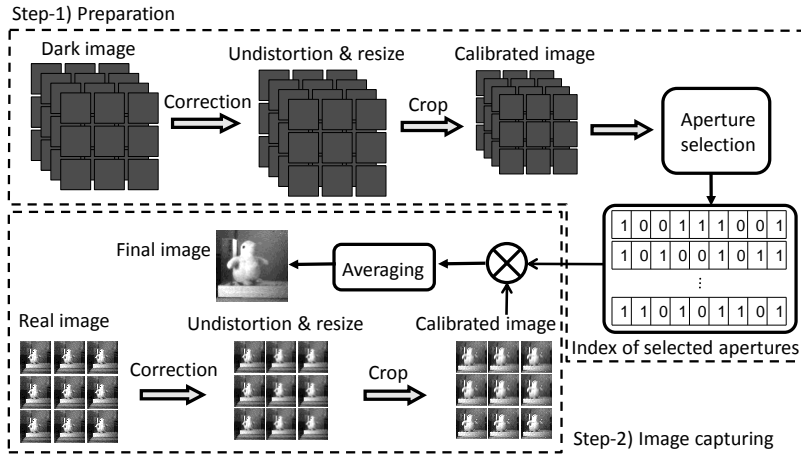 Step-1) Preparation
Dark image
Undistortion & resize
Calibrated image
Correction
Crop
Aperture
selection
1 0 0 1 1 1 0 0 1
1 0 1 0 0 1 0 1 1
⋮
1 1 0 1 0 1 1 0 1
Index of selected apertures
Final image
Averaging
Real image
Undistortion & resize
Calibrated image
Correction
Crop
Step-2) Image capturing